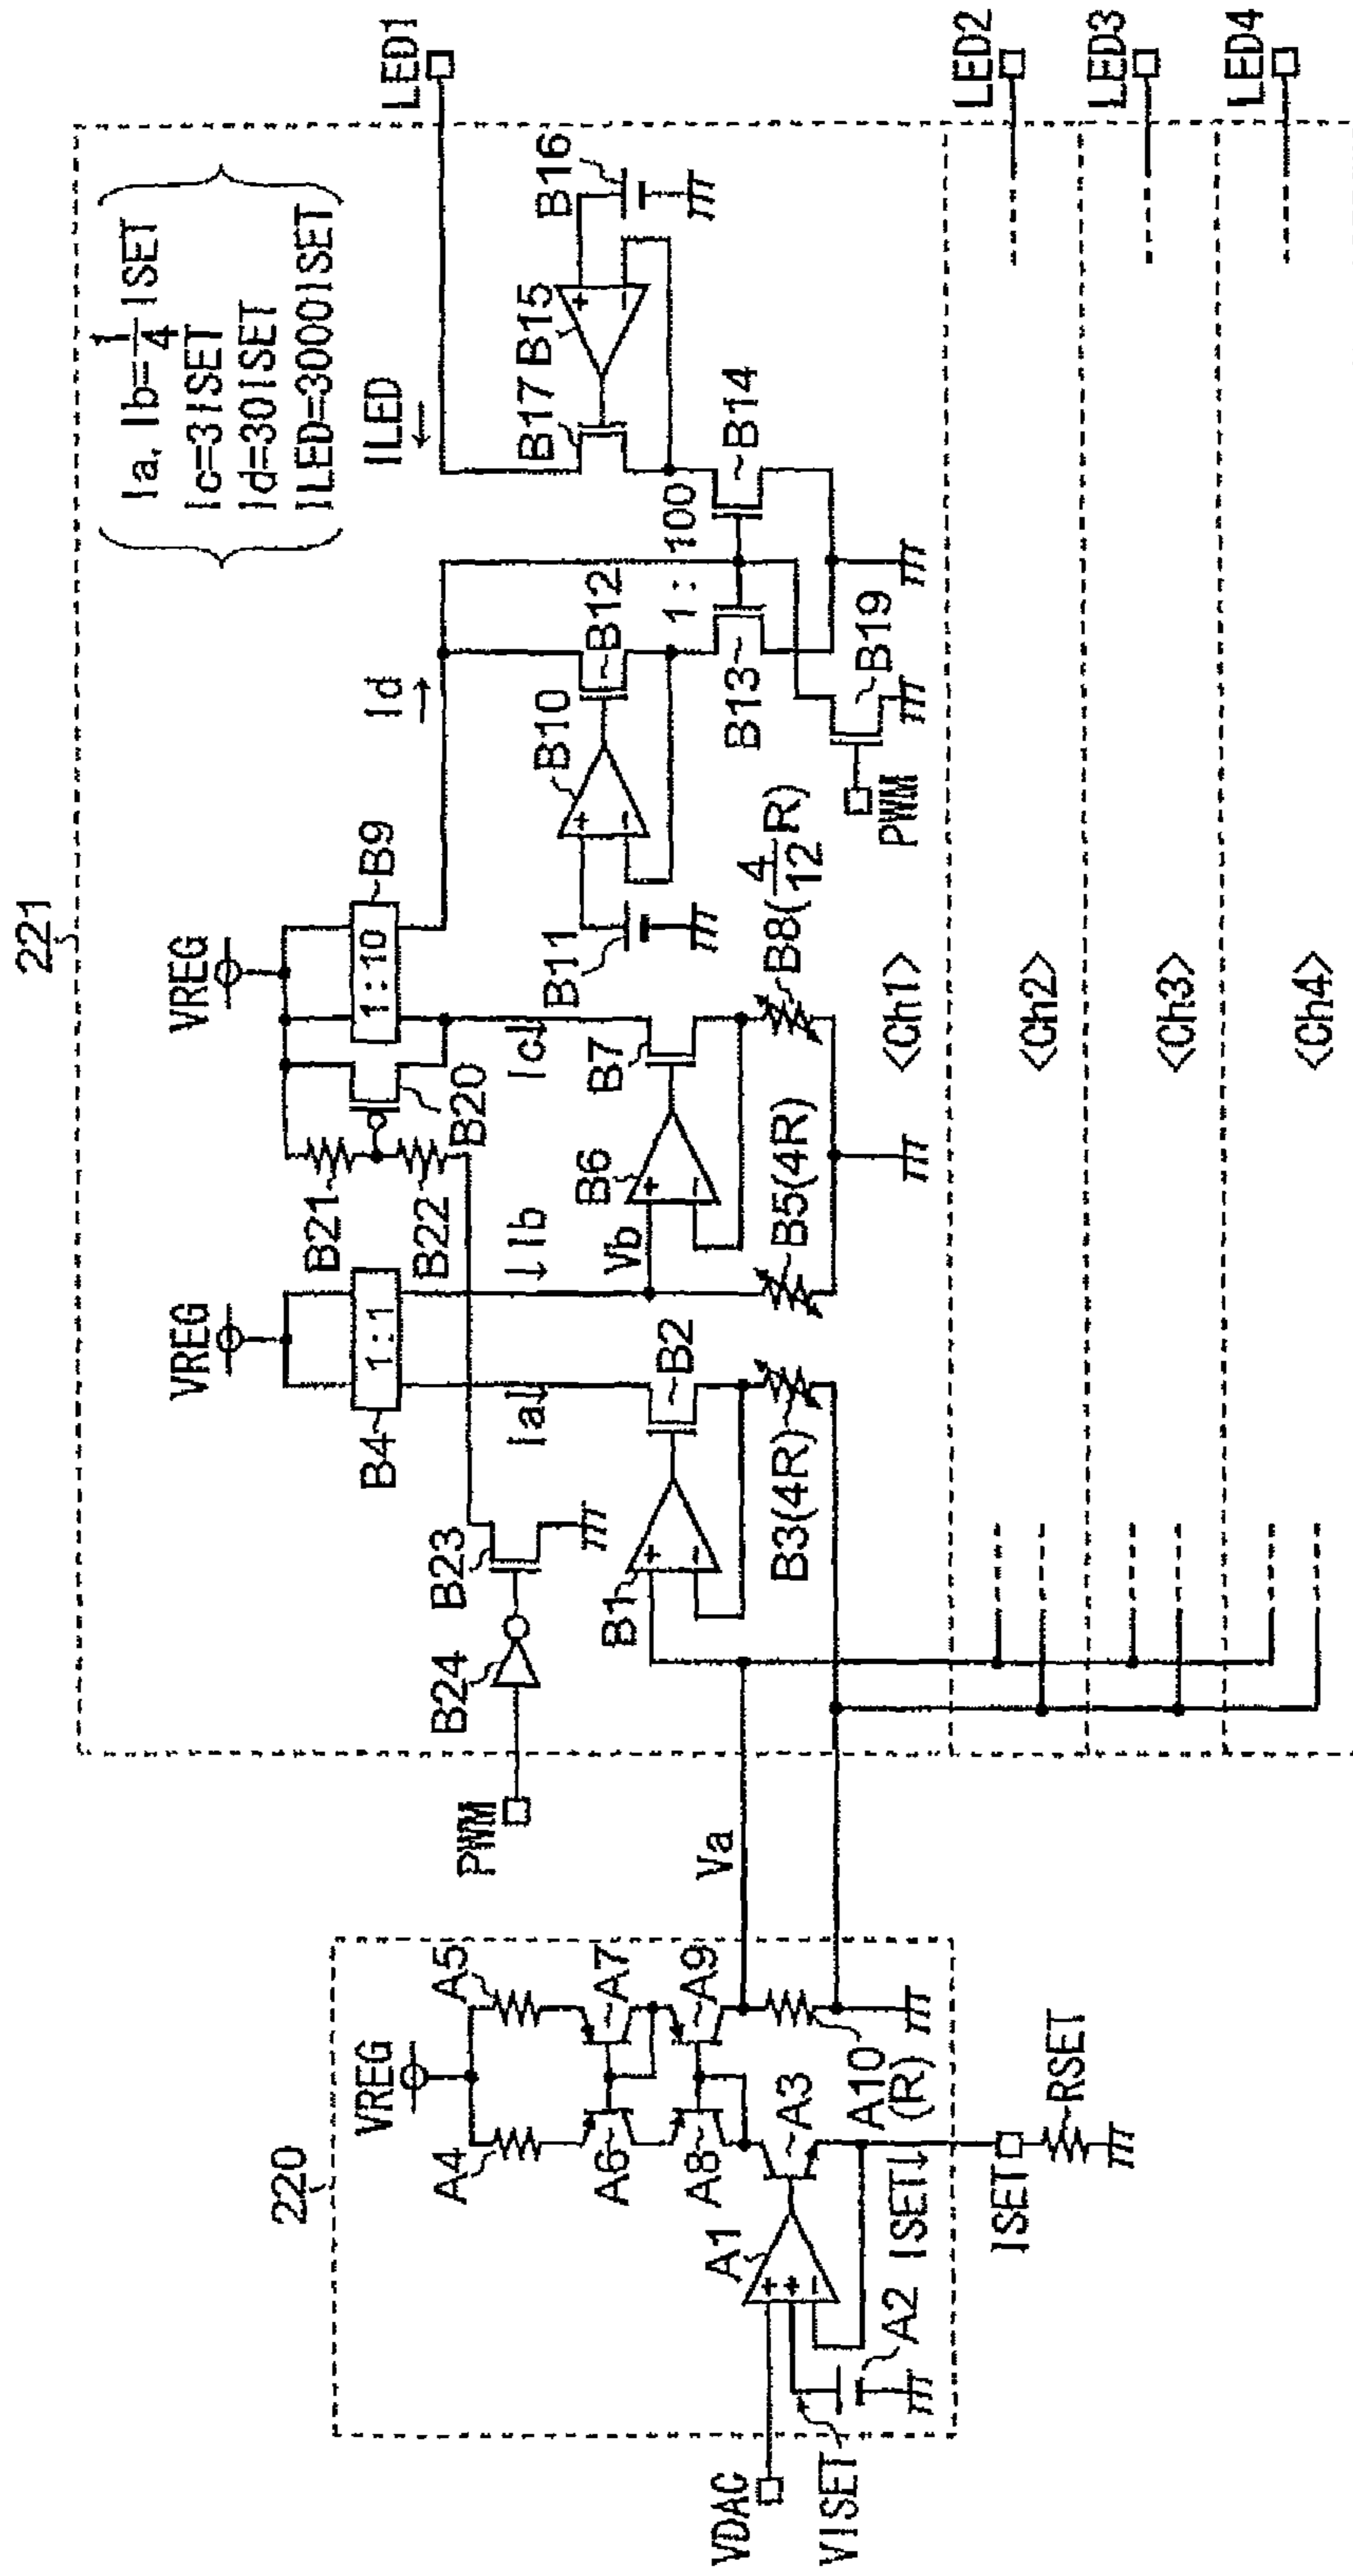 221
220
VREG
A4
A5
A6
A7
A8
A9
A1
A3
A10
(R)
ISET↓
A2
VISET
VDAC
ISET
RSET
Va
PWM
B24
B23
VREG
B4
1:1
Ia↓
↓Ib
B1
B2
B3(4R)
B21
B22
B20
VREG
1:10
B9
Ic↓
Vb
B6
B7
B5(4R)
B8(4/12 R)
Id
→
B10
B11
B12
B13
1 : 100
B14
B19
PWM
ILED
←
B17
B15
B16
Ia, Ib=1/4 ISET
Ic=3ISET
Id=30ISET
ILED=3000ISET
LED1
LED2
LED3
LED4
<Ch1>
<Ch2>
<Ch3>
<Ch4>